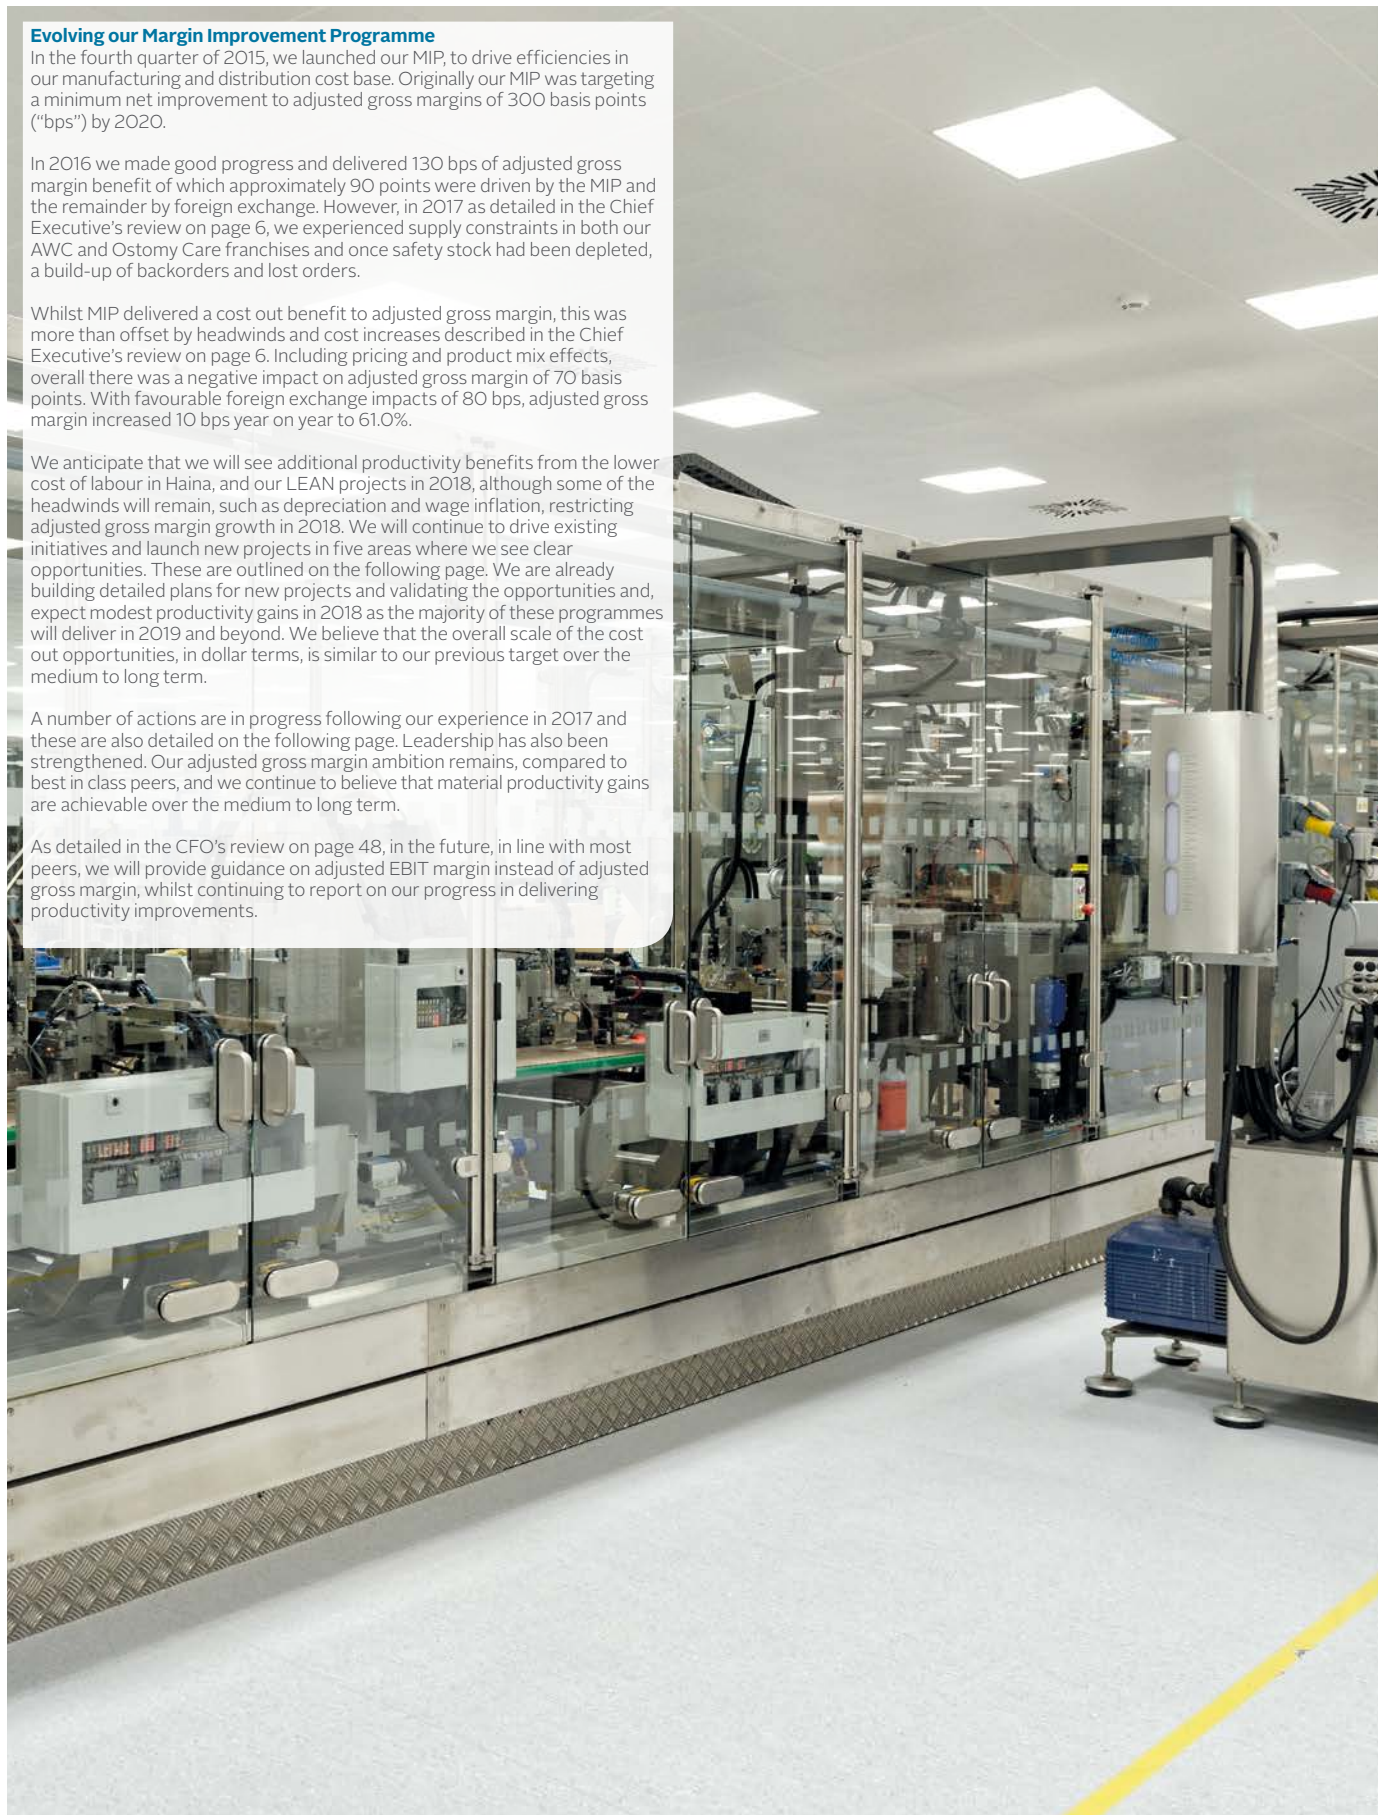 Evolving our Margin Improvement Programme
In the fourth quarter of 2015, we launched our MIP, to drive efficiencies in
our manufacturing and distribution cost base. Originally our MIP was targeting
a minimum net improvement to adjusted gross margins of 300 basis points
(“bps”) by 2020.
In 2016 we made good progress and delivered 130 bps of adjusted gross
margin benefit of which approximately 90 points were driven by the MIP and
the remainder by foreign exchange. However, in 2017 as detailed in the Chief
Executive’s review on page 6, we experienced supply constraints in both our
AWC and Ostomy Care franchises and once safety stock had been depleted,
a build-up of backorders and lost orders.
Whilst MIP delivered a cost out benefit to adjusted gross margin, this was
more than offset by headwinds and cost increases described in the Chief
Executive’s review on page 6. Including pricing and product mix effects,
overall there was a negative impact on adjusted gross margin of 70 basis
points. With favourable foreign exchange impacts of 80 bps, adjusted gross
margin increased 10 bps year on year to 61.0%.
We anticipate that we will see additional productivity benefits from the lower
cost of labour in Haina, and our LEAN projects in 2018, although some of the
headwinds will remain, such as depreciation and wage inflation, restricting
adjusted gross margin growth in 2018. We will continue to drive existing
initiatives and launch new projects in five areas where we see clear
opportunities. These are outlined on the following page. We are already
building detailed plans for new projects and validating the opportunities and,
expect modest productivity gains in 2018 as the majority of these programmes
will deliver in 2019 and beyond. We believe that the overall scale of the cost
out opportunities, in dollar terms, is similar to our previous target over the
medium to long term.
A number of actions are in progress following our experience in 2017 and
these are also detailed on the following page. Leadership has also been
strengthened. Our adjusted gross margin ambition remains, compared to
best in class peers, and we continue to believe that material productivity gains
are achievable over the medium to long term.
As detailed in the CFO’s review on page 48, in the future, in line with most
peers, we will provide guidance on adjusted EBIT margin instead of adjusted
gross margin, whilst continuing to report on our progress in delivering
productivity improvements.